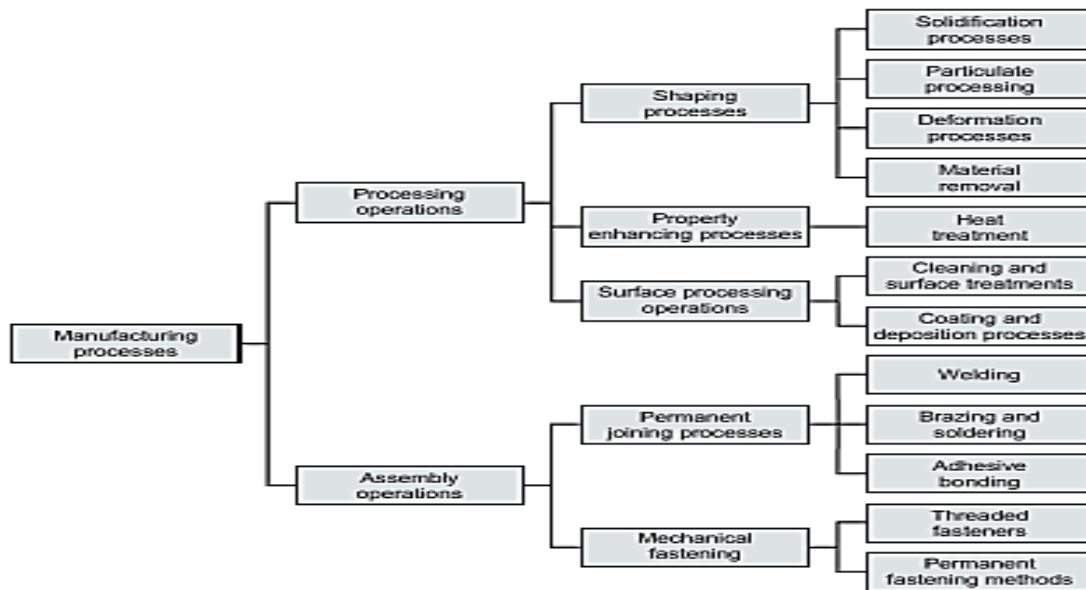 Solidification
processes
Particulate
processing
Shaping
processes
Deformation
processes
Material
removal
Processing
operations
Property
enhancing processes
Heat
treatment
Cleaning and
surface treatments
Surface processing
operations
Coating and
deposition processes
Manufacturing
processes
Welding
Permanent
joining processes
Brazing and
soldering
Adhesive
bonding
Assembly
operations
Threaded
fasteners
Mechanical
fastening
Permanent
fastening methods